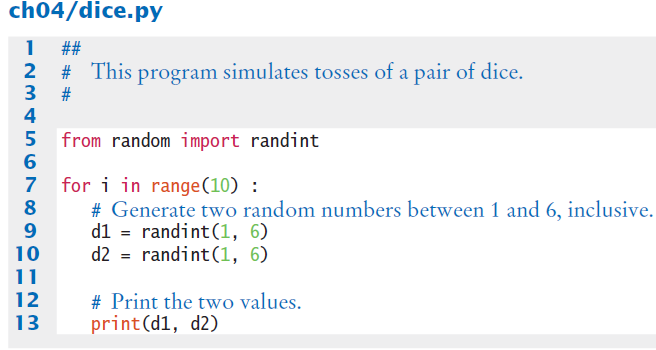 ch04/dice.py
1 ##
2 # This program simulates tosses of a pair of dice.
3 #
4
5 from random import randint
6
7 for i in range(10) :
8 # Generate two random numbers between 1 and 6, inclusive.
9 d1 = randint(1, 6)
10 d2 = randint(1, 6)
11
12 # Print the two values.
13 print(d1, d2)